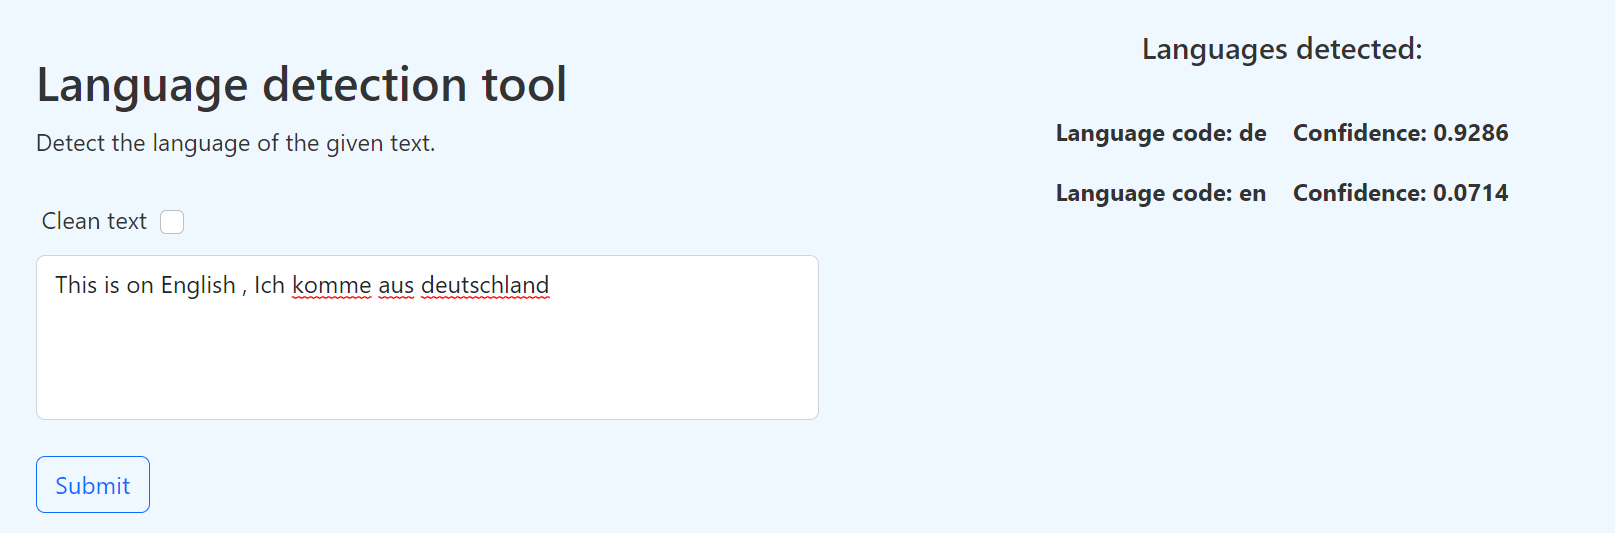 Language detection tool
Detect the language of the given text.
Clean text
This is on English , Ich komme aus deutschland
Submit
Languages detected:
Language code: de Confidence: 0.9286
Language code: en Confidence: 0.0714